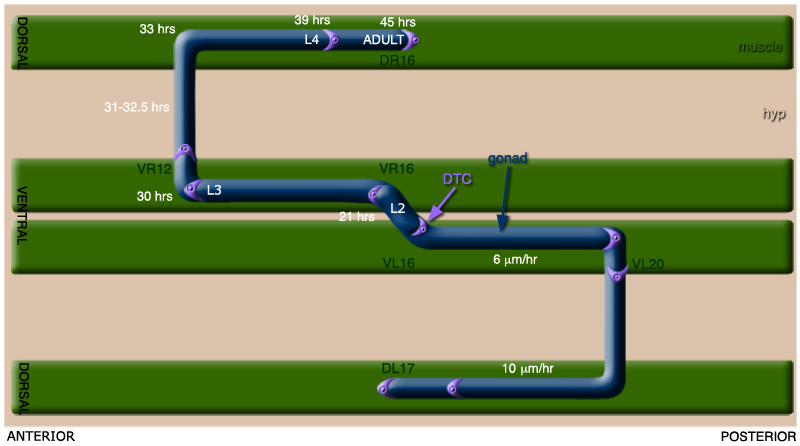 DORSAL
33 hrs
39 hrs
45 hrs
L4
ADULT
DR16
muscle
31-32.5 hrs
hyp
VR12
VR16
gonad
DTC
VENTRAL
30 hrs
L3
L2
21 hrs
VL16
6 µm/hr
VL20
DORSAL
DL17
10 µm/hr
ANTERIOR
POSTERIOR